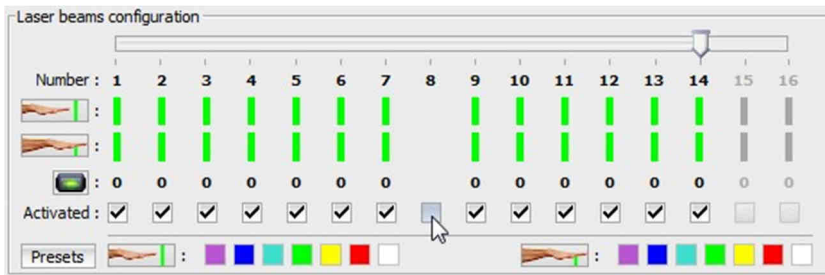 Laser beams configuration
Number : 1 2 3 4 5 6 7 8 9 10 11 12 13 14 15 16
:
:
: 0 0 0 0 0 0 0 0 0 0 0 0 0 0 0
Activated :
Presets : :